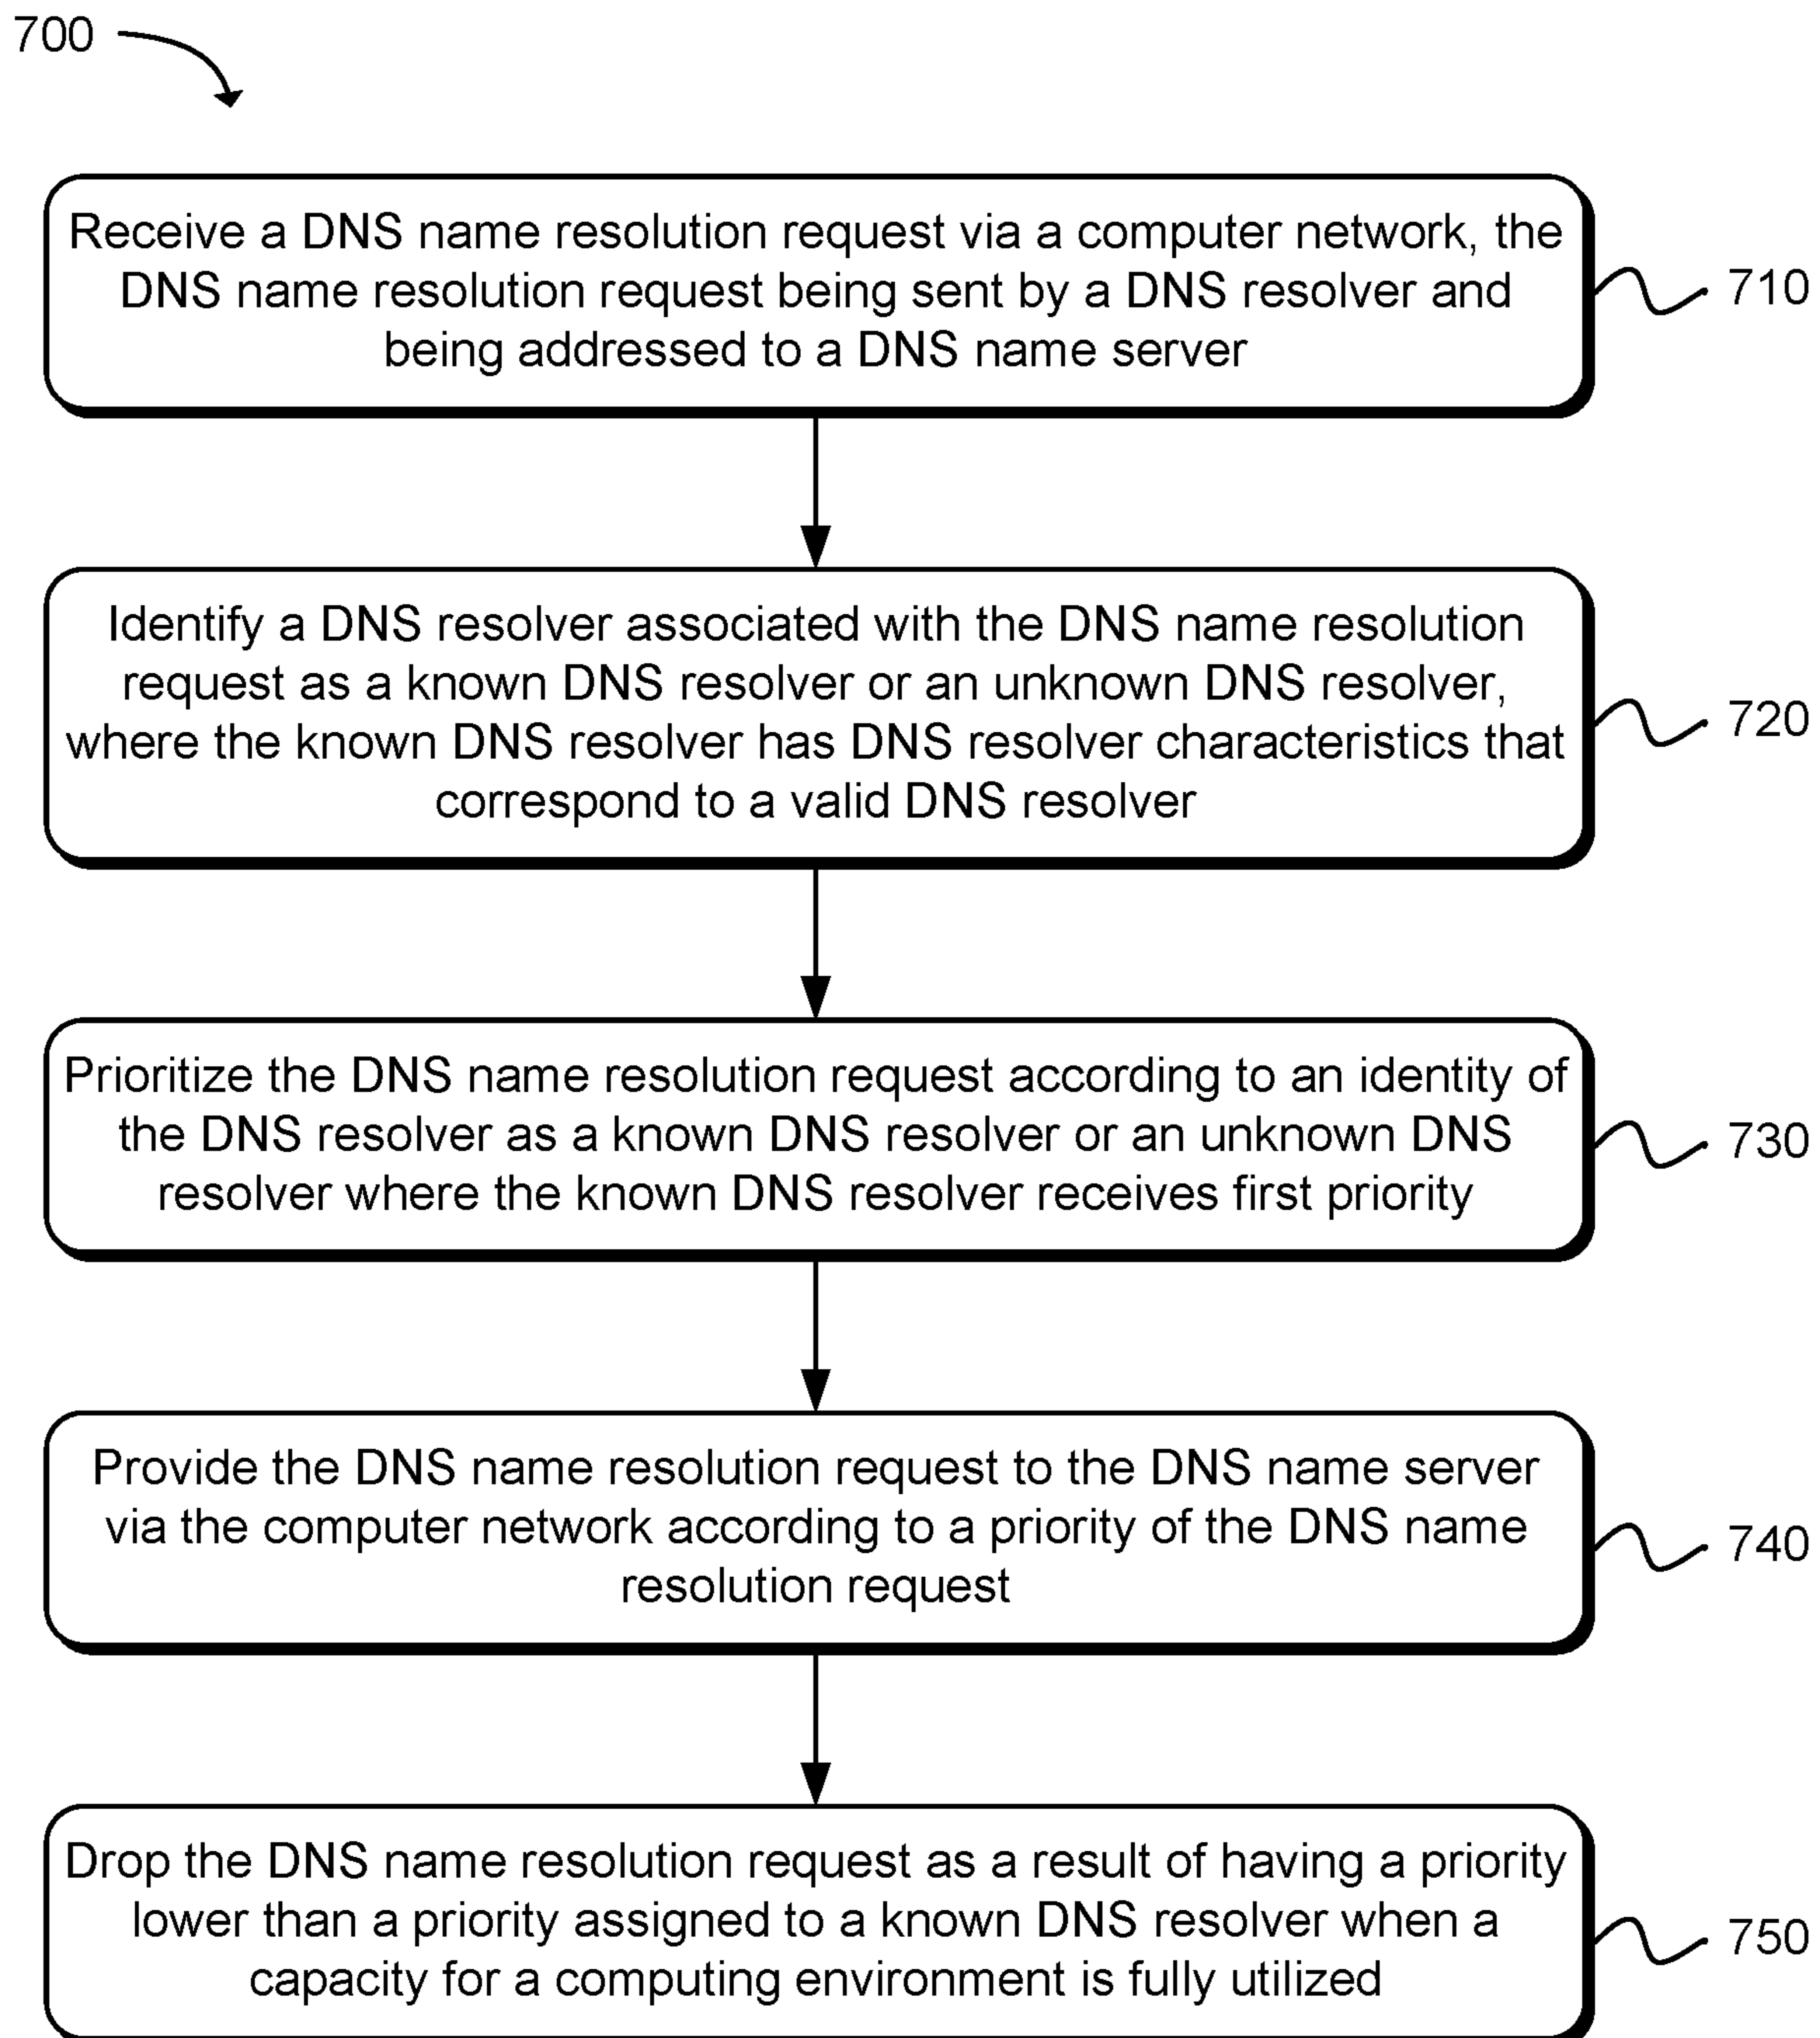 700
Receive a DNS name resolution request via a computer network, the
DNS name resolution request being sent by a DNS resolver and
being addressed to a DNS name server
710
Identify a DNS resolver associated with the DNS name resolution
request as a known DNS resolver or an unknown DNS resolver,
where the known DNS resolver has DNS resolver characteristics that
correspond to a valid DNS resolver
720
Prioritize the DNS name resolution request according to an identity of
the DNS resolver as a known DNS resolver or an unknown DNS
resolver where the known DNS resolver receives first priority
730
Provide the DNS name resolution request to the DNS name server
via the computer network according to a priority of the DNS name
resolution request
740
Drop the DNS name resolution request as a result of having a priority
lower than a priority assigned to a known DNS resolver when a
capacity for a computing environment is fully utilized
750